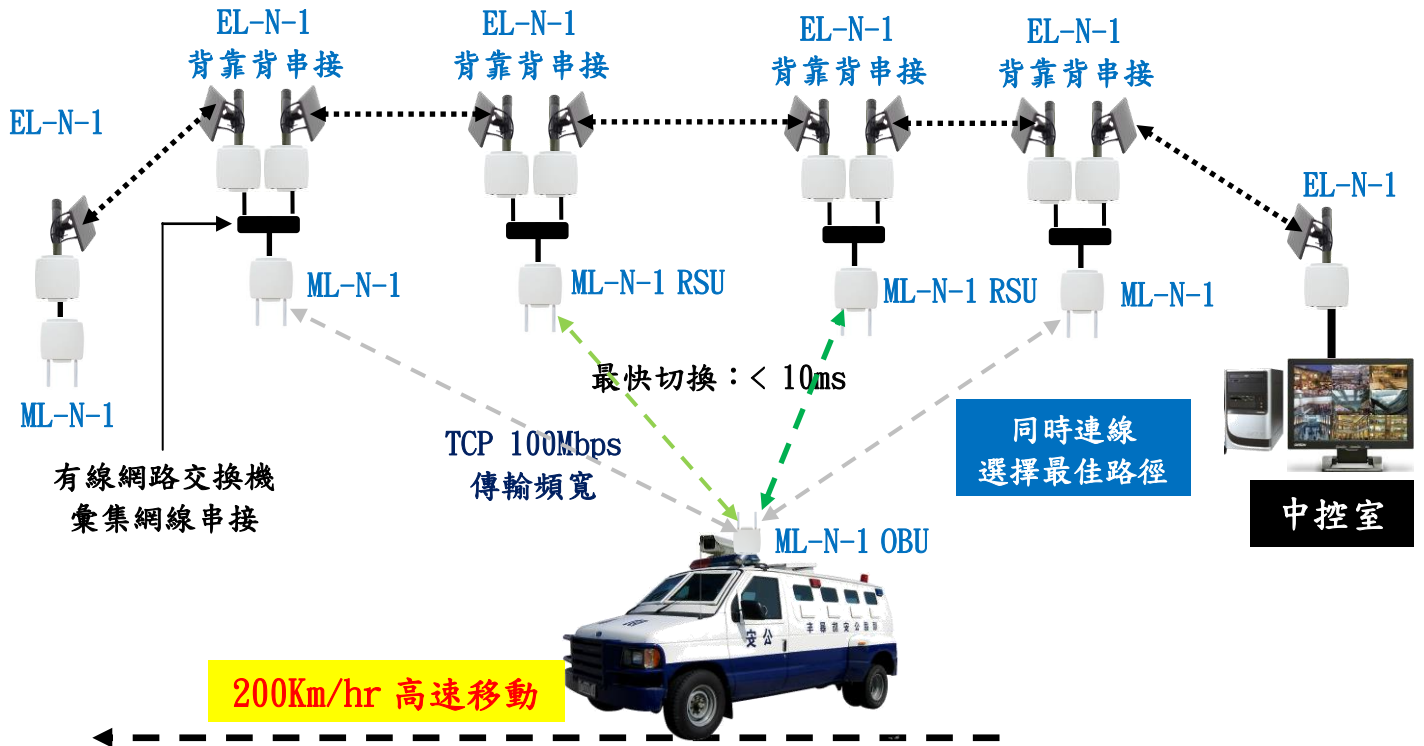 EL-N-1
背靠背串接
EL-N-1
背靠背串接
EL-N-1
背靠背串接
EL-N-1
背靠背串接
EL-N-1
EL-N-1
ML-N-1
ML-N-1 RSU
ML-N-1 RSU
ML-N-1
ML-N-1
最快切換：< 10ms
TCP 100Mbps
傳輸頻寬
同時連線
選擇最佳路徑
有線網路交換機
彙集網線串接
中控室
ML-N-1 OBU
安公
200Km/hr 高速移動